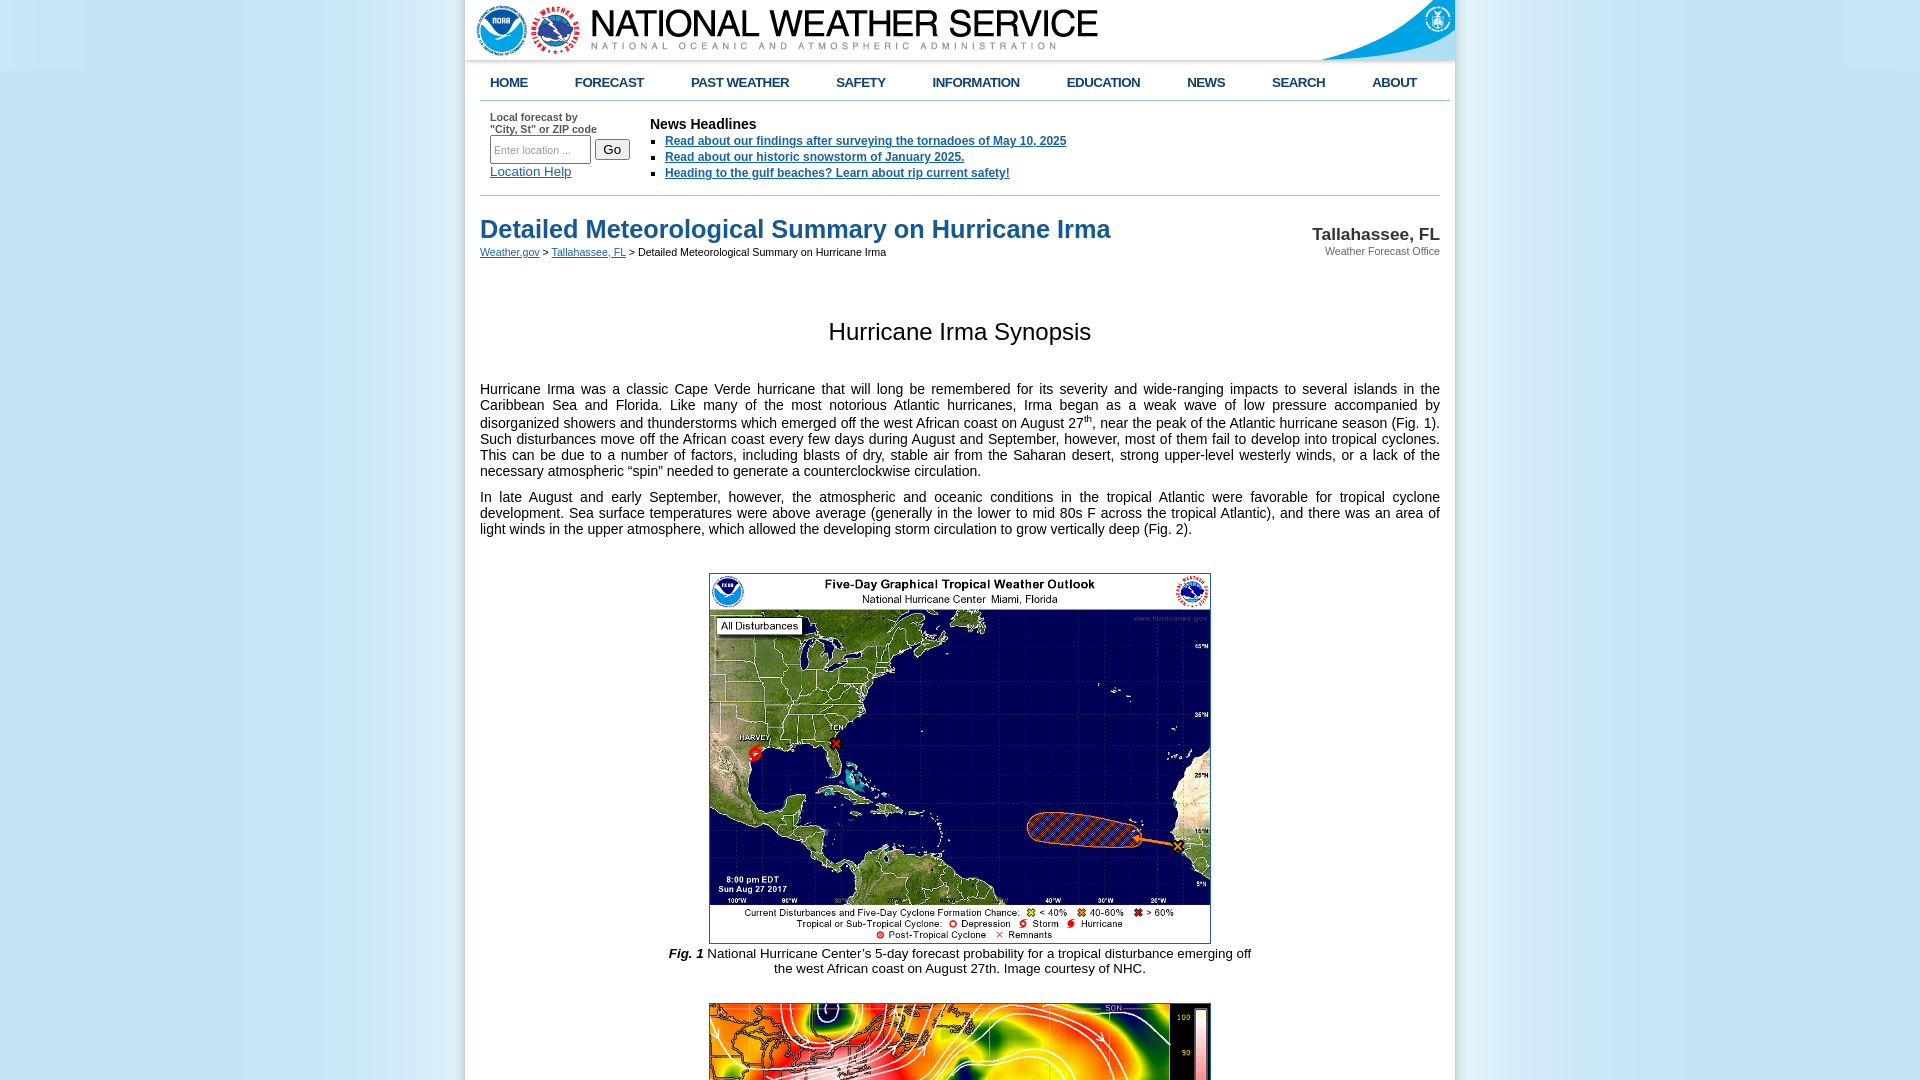 NATIONAL WEATHER SERVICE
NATIONAL OCEANIC AND ATMOSPHERIC ADMINISTRATION
HOME FORECAST PAST WEATHER SAFETY INFORMATION EDUCATION NEWS SEARCH ABOUT
Local forecast by
"City, St" or ZIP code
Enter location ...
Go
Location Help
News Headlines
Read about our findings after surveying the tornadoes of May 10, 2025
Read about our historic snowstorm of January 2025.
Heading to the gulf beaches? Learn about rip current safety!
Detailed Meteorological Summary on Hurricane Irma
Tallahassee, FL
Weather Forecast Office
Weather.gov > Tallahassee, FL > Detailed Meteorological Summary on Hurricane Irma
Hurricane Irma Synopsis
Hurricane Irma was a classic Cape Verde hurricane that will long be remembered for its severity and wide-ranging impacts to several islands in the
Caribbean Sea and Florida. Like many of the most notorious Atlantic hurricanes, Irma began as a weak wave of low pressure accompanied by
disorganized showers and thunderstorms which emerged off the west African coast on August 27th, near the peak of the Atlantic hurricane season (Fig. 1).
Such disturbances move off the African coast every few days during August and September, however, most of them fail to develop into tropical cyclones.
This can be due to a number of factors, including blasts of dry, stable air from the Saharan desert, strong upper-level westerly winds, or a lack of the
necessary atmospheric “spin” needed to generate a counterclockwise circulation.
In late August and early September, however, the atmospheric and oceanic conditions in the tropical Atlantic were favorable for tropical cyclone
development. Sea surface temperatures were above average (generally in the lower to mid 80s F across the tropical Atlantic), and there was an area of
light winds in the upper atmosphere, which allowed the developing storm circulation to grow vertically deep (Fig. 2).
NOAA
Five-Day Graphical Tropical Weather Outlook
National Hurricane Center Miami, Florida
All Disturbances
www.hurricanes.gov
45°N
35°N
TEN
HARVEY
25°N
15°N
8:00 pm EDT
Sun Aug 27 2017
5°N
100°W 90°W 80°W 70°W 60°W 40°W 30°W 20°W
Current Disturbances and Five-Day Cyclone Formation Chance: < 40% 40-60% > 60%
Tropical or Sub-Tropical Cyclone: Depression Storm Hurricane
Post-Tropical Cyclone Remnants
Fig. 1 National Hurricane Center’s 5-day forecast probability for a tropical disturbance emerging off
the west African coast on August 27th. Image courtesy of NHC.
50N
100
90